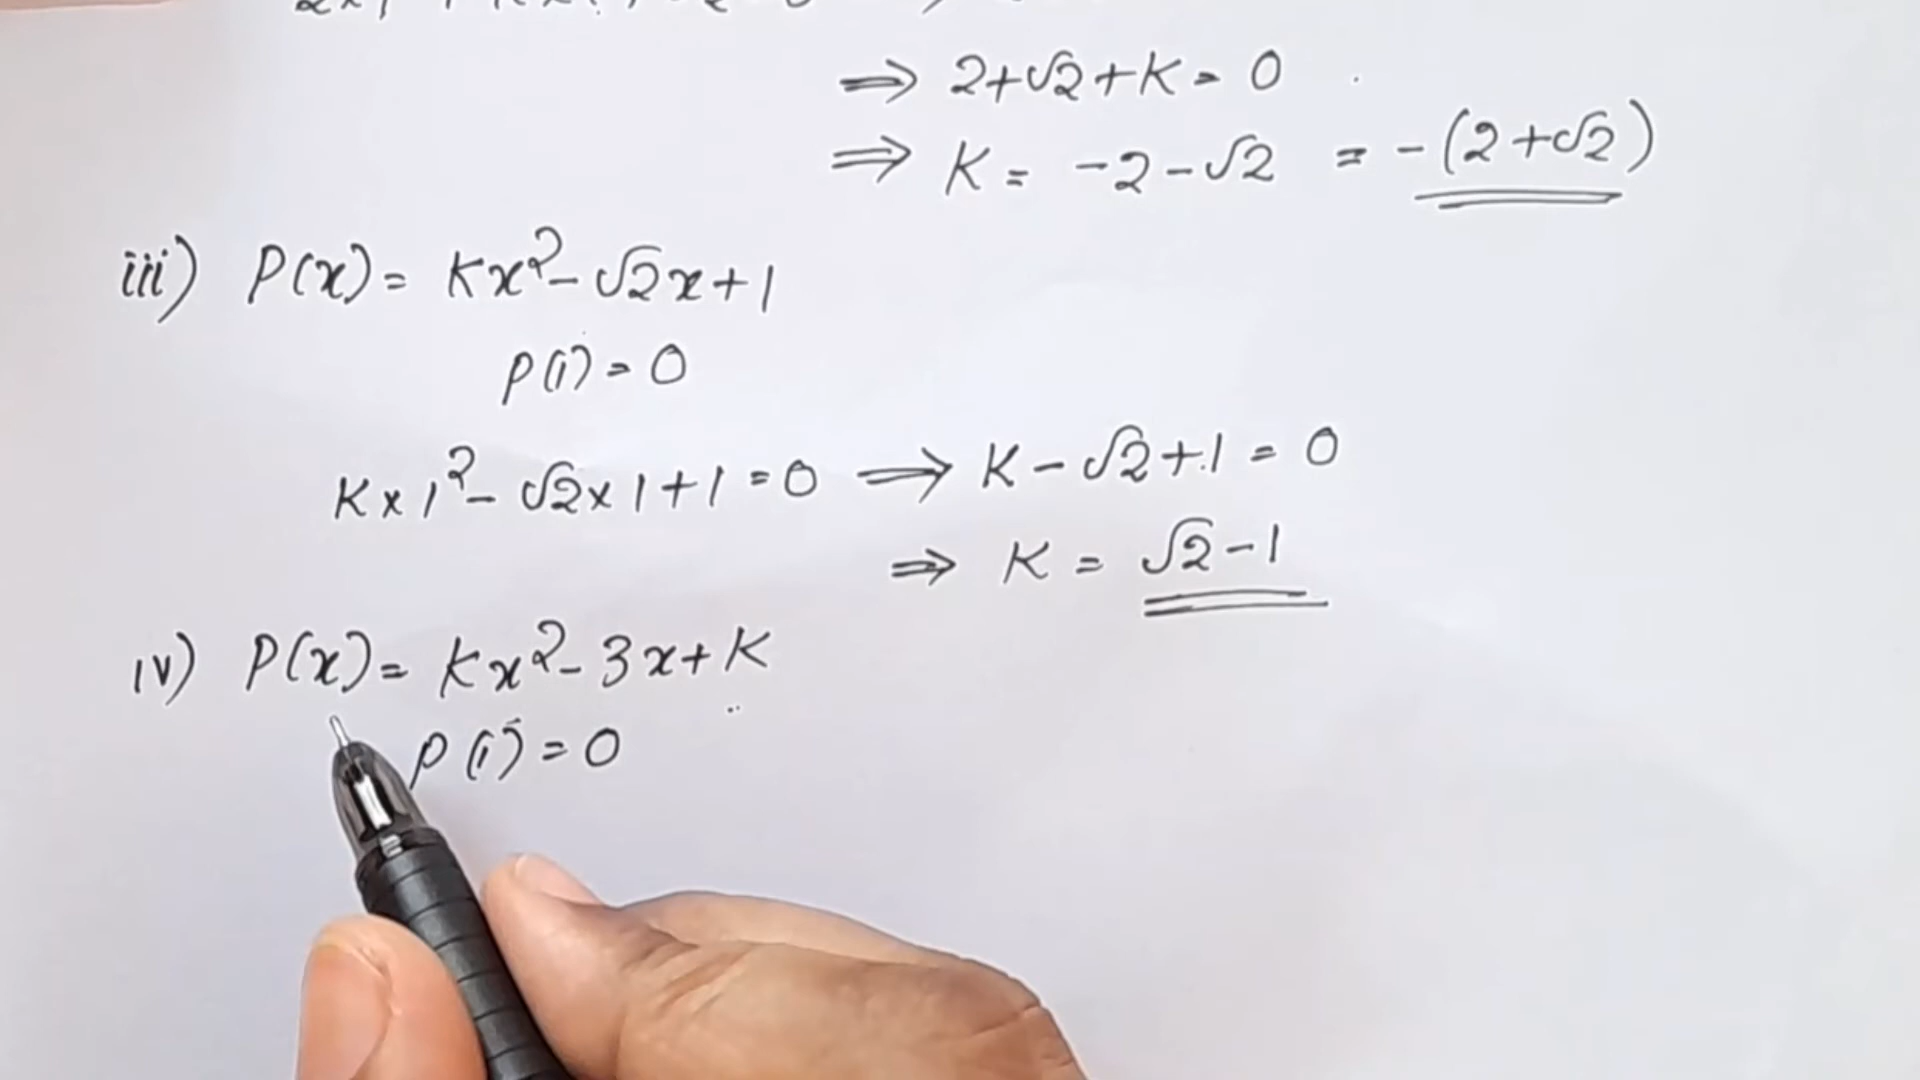 ⇒ 2+√2+K = 0
⇒ K = -2-√2 = -(2+√2)
iii) P(x) = Kx²-√2x+1
P(1) = 0
K×1²-√2×1+1=0 ⇒ K-√2+1 = 0
⇒ K = √2-1
iv) P(x) = Kx²-3x+K
P(1) = 0